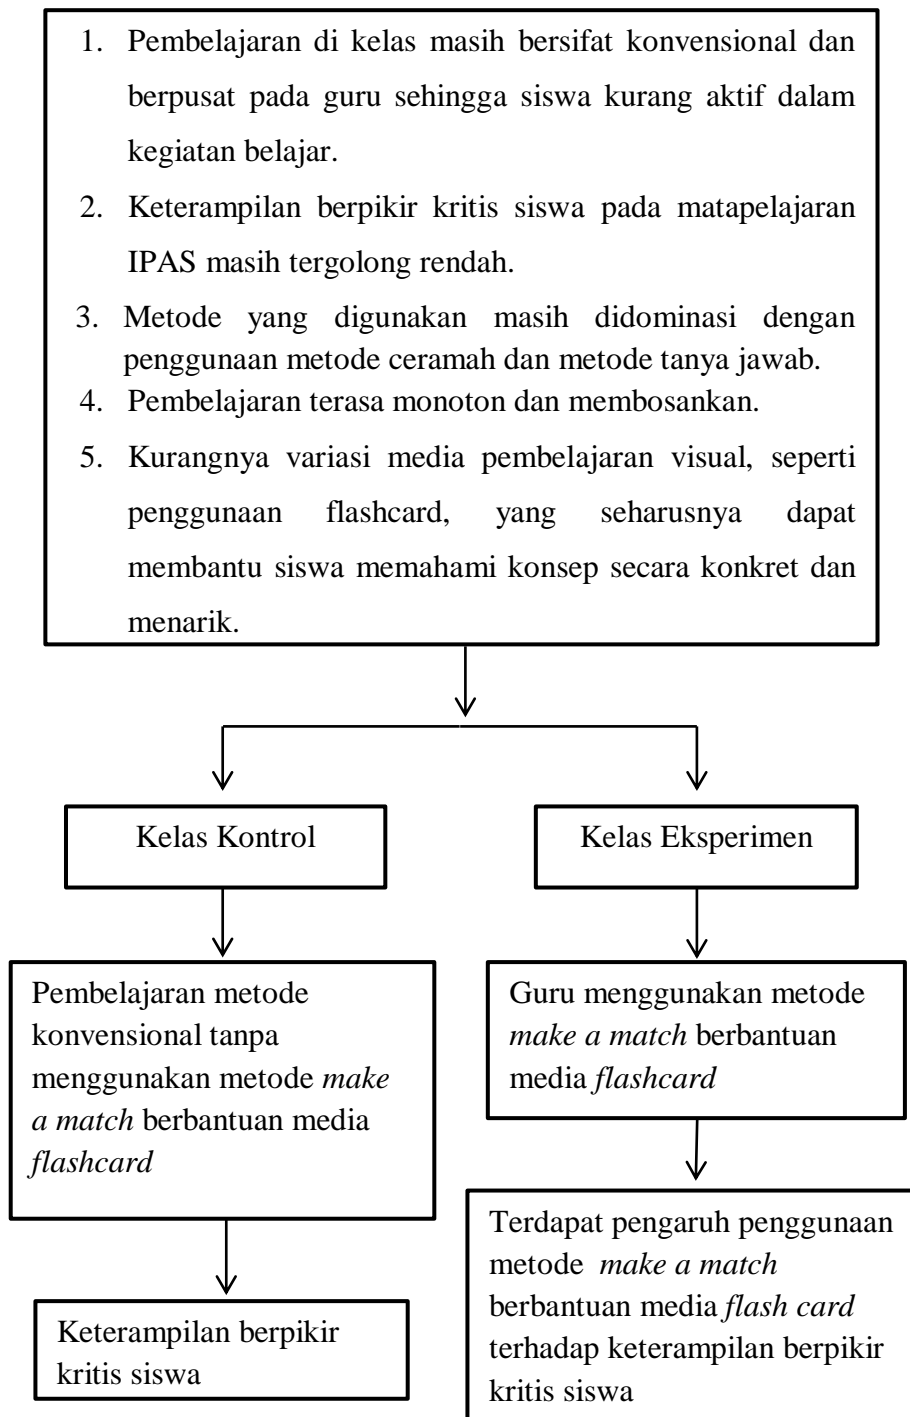 1. Pembelajaran di kelas masih bersifat konvensional dan
berpusat pada guru sehingga siswa kurang aktif dalam
kegiatan belajar.
2. Keterampilan berpikir kritis siswa pada matapelajaran
IPAS masih tergolong rendah.
3. Metode yang digunakan masih didominasi dengan
penggunaan metode ceramah dan metode tanya jawab.
4. Pembelajaran terasa monoton dan membosankan.
5. Kurangnya variasi media pembelajaran visual, seperti
penggunaan flashcard, yang seharusnya dapat
membantu siswa memahami konsep secara konkret dan
menarik.
Kelas Kontrol
Kelas Eksperimen
Pembelajaran metode
konvensional tanpa
menggunakan metode make
a match berbantuan media
flashcard
Guru menggunakan metode
make a match berbantuan
media flashcard
Keterampilan berpikir
kritis siswa
Terdapat pengaruh penggunaan
metode make a match
berbantuan media flash card
terhadap keterampilan berpikir
kritis siswa